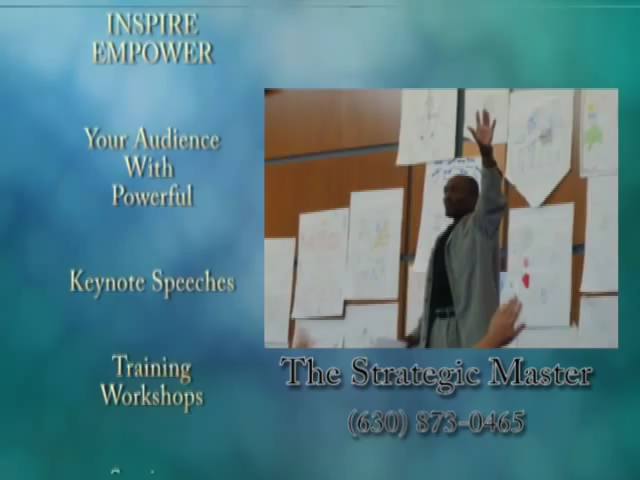 INSPIRE
EMPOWER
Your Audience
With
Powerful
Keynote Speeches
Training
Workshops
The Strategic Master
(630) 873-0465